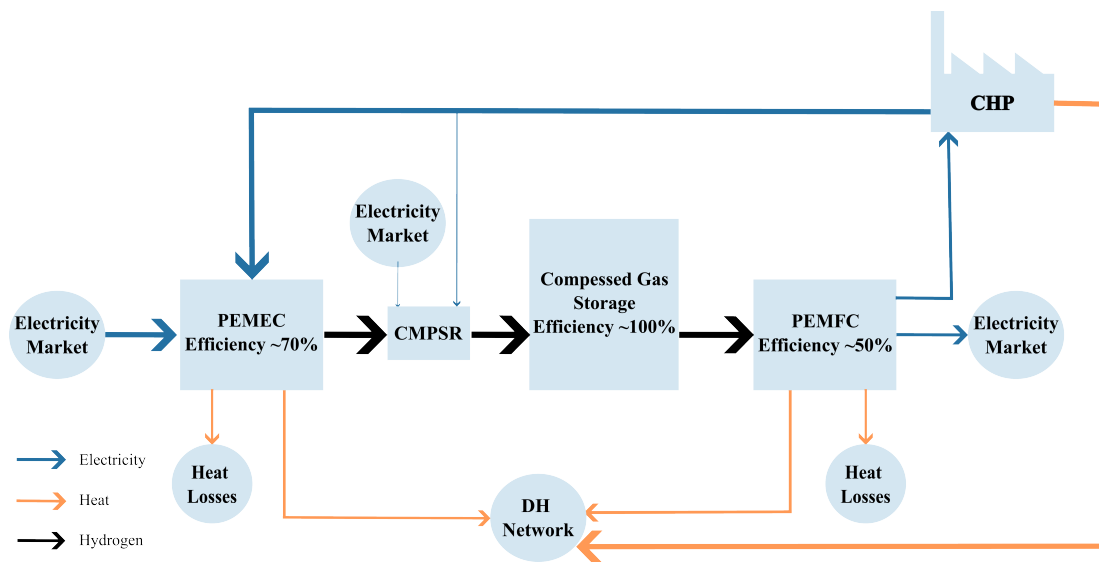 CHP
Electricity
Market
Electricity
Market
PEMEC
Efficiency ~70%
CMPSR
Compessed Gas
Storage
Efficiency ~100%
PEMFC
Efficiency ~50%
Electricity
Market
Heat
Losses
DH
Network
Heat
Losses
Electricity
Heat
Hydrogen